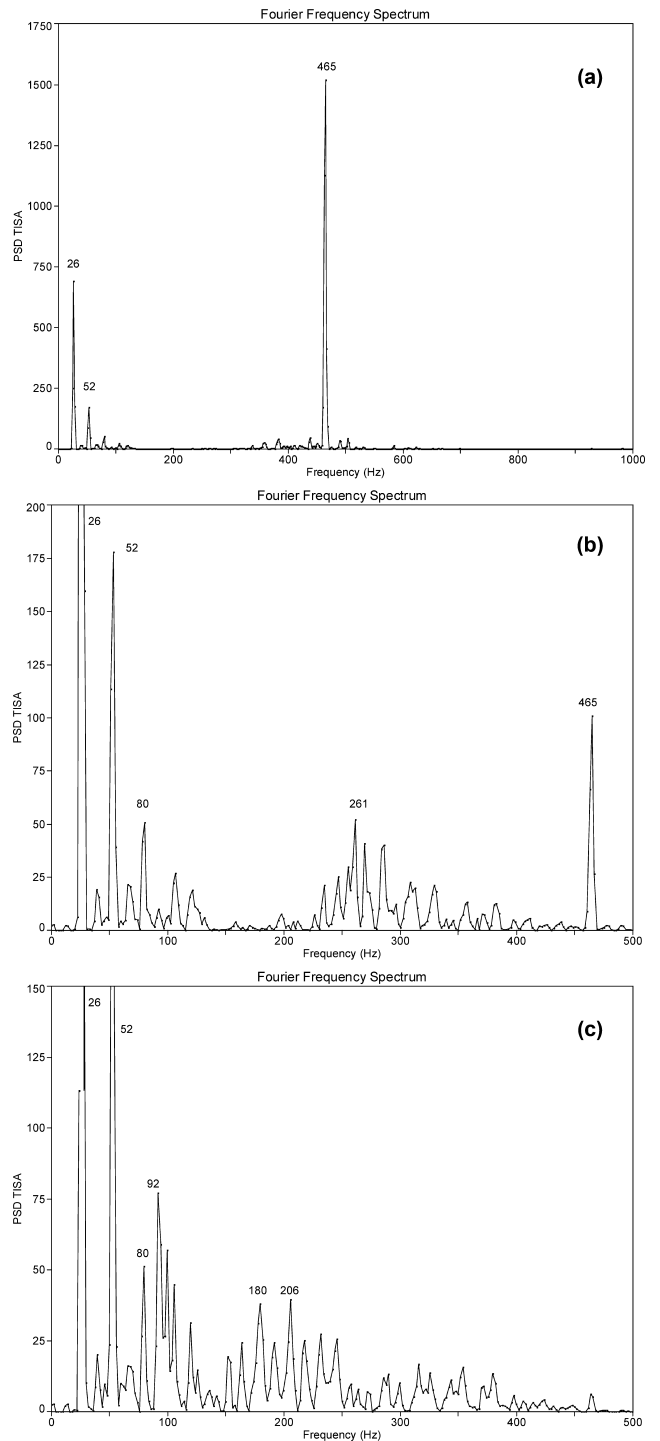 Fourier Frequency Spectrum
1750
1500
1250
1000
750
500
250
0
PSD TISA
465
(a)
26
52
0 200 400 600 800 1000
Frequency (Hz)
Fourier Frequency Spectrum
200
175
150
125
100
75
50
25
0
PSD TISA
26
52
(b)
465
80
261
0 100 200 300 400 500
Frequency (Hz)
Fourier Frequency Spectrum
150
125
100
75
50
25
0
PSD TISA
26
52
(c)
92
80
180
206
0 100 200 300 400 500
Frequency (Hz)